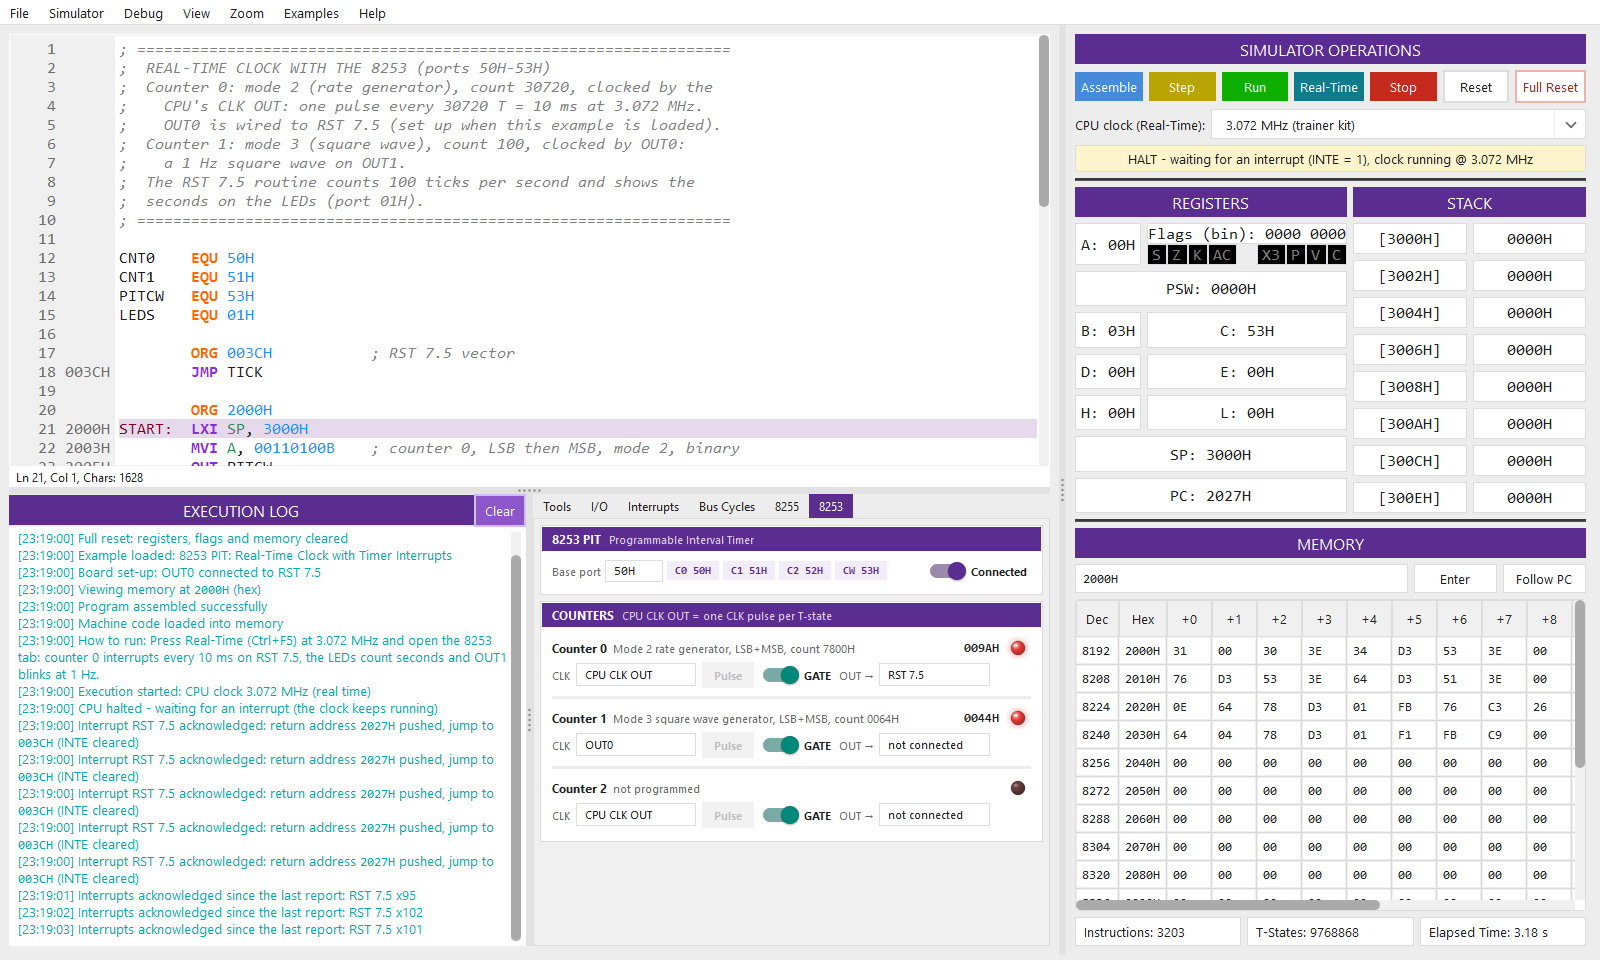 File Simulator Debug View Zoom Examples Help
1 ; ==================================================================
2 ;  REAL-TIME CLOCK WITH THE 8253 (ports 50H-53H)
3 ;  Counter 0: mode 2 (rate generator), count 30720, clocked by the
4 ;    CPU's CLK OUT: one pulse every 30720 T = 10 ms at 3.072 MHz.
5 ;    OUT0 is wired to RST 7.5 (set up when this example is loaded).
6 ;  Counter 1: mode 3 (square wave), count 100, clocked by OUT0:
7 ;    a 1 Hz square wave on OUT1.
8 ;  The RST 7.5 routine counts 100 ticks per second and shows the
9 ;  seconds on the LEDs (port 01H).
10 ; ==================================================================
11
12 CNT0 EQU 50H
13 CNT1 EQU 51H
14 PITCW EQU 53H
15 LEDS EQU 01H
16
17 ORG 003CH ; RST 7.5 vector
18 003CH JMP TICK
19
20 ORG 2000H
21 2000H START: LXI SP, 3000H
22 2003H MVI A, 00110100B ; counter 0, LSB then MSB, mode 2, binary
Ln 21, Col 1, Chars: 1628
EXECUTION LOG Clear
[23:19:00] Full reset: registers, flags and memory cleared
[23:19:00] Example loaded: 8253 PIT: Real-Time Clock with Timer Interrupts
[23:19:00] Board set-up: OUT0 connected to RST 7.5
[23:19:00] Viewing memory at 2000H (hex)
[23:19:00] Program assembled successfully
[23:19:00] Machine code loaded into memory
[23:19:00] How to run: Press Real-Time (Ctrl+F5) at 3.072 MHz and open the 8253
tab: counter 0 interrupts every 10 ms on RST 7.5, the LEDs count seconds and OUT1
blinks at 1 Hz.
[23:19:00] Execution started: CPU clock 3.072 MHz (real time)
[23:19:00] CPU halted - waiting for an interrupt (the clock keeps running)
[23:19:00] Interrupt RST 7.5 acknowledged: return address 2027H pushed, jump to
003CH (INTE cleared)
[23:19:00] Interrupt RST 7.5 acknowledged: return address 2027H pushed, jump to
003CH (INTE cleared)
[23:19:00] Interrupt RST 7.5 acknowledged: return address 2027H pushed, jump to
003CH (INTE cleared)
[23:19:00] Interrupt RST 7.5 acknowledged: return address 2027H pushed, jump to
003CH (INTE cleared)
[23:19:00] Interrupt RST 7.5 acknowledged: return address 2027H pushed, jump to
003CH (INTE cleared)
[23:19:01] Interrupts acknowledged since the last report: RST 7.5 x95
[23:19:02] Interrupts acknowledged since the last report: RST 7.5 x102
[23:19:03] Interrupts acknowledged since the last report: RST 7.5 x101
Tools I/O Interrupts Bus Cycles 8255 8253
8253 PIT Programmable Interval Timer
Base port 50H C0 50H C1 51H C2 52H CW 53H Connected
COUNTERS CPU CLK OUT = one CLK pulse per T-state
Counter 0 Mode 2 rate generator, LSB+MSB, count 7800H 009AH
CLK CPU CLK OUT Pulse GATE OUT → RST 7.5
Counter 1 Mode 3 square wave generator, LSB+MSB, count 0064H 0044H
CLK OUT0 Pulse GATE OUT → not connected
Counter 2 not programmed
CLK CPU CLK OUT Pulse GATE OUT → not connected
SIMULATOR OPERATIONS
Assemble Step Run Real-Time Stop Reset Full Reset
CPU clock (Real-Time): 3.072 MHz (trainer kit)
HALT - waiting for an interrupt (INTE = 1), clock running @ 3.072 MHz
REGISTERS
A: 00H Flags (bin): 0000 0000
S Z K AC X3 P V C
PSW: 0000H
B: 03H C: 53H
D: 00H E: 00H
H: 00H L: 00H
SP: 3000H
PC: 2027H
STACK
[3000H] 0000H
[3002H] 0000H
[3004H] 0000H
[3006H] 0000H
[3008H] 0000H
[300AH] 0000H
[300CH] 0000H
[300EH] 0000H
MEMORY
2000H Enter Follow PC
Dec Hex +0 +1 +2 +3 +4 +5 +6 +7 +8
8192 2000H 31 00 30 3E 34 D3 53 3E 00
8208 2010H 76 D3 53 3E 64 D3 51 3E 00
8224 2020H 0E 64 78 D3 01 FB 76 C3 26
8240 2030H 64 04 78 D3 01 F1 FB C9 00
8256 2040H 00 00 00 00 00 00 00 00 00
8272 2050H 00 00 00 00 00 00 00 00 00
8288 2060H 00 00 00 00 00 00 00 00 00
8304 2070H 00 00 00 00 00 00 00 00 00
8320 2080H 00 00 00 00 00 00 00 00 00
Instructions: 3203 T-States: 9768868 Elapsed Time: 3.18 s